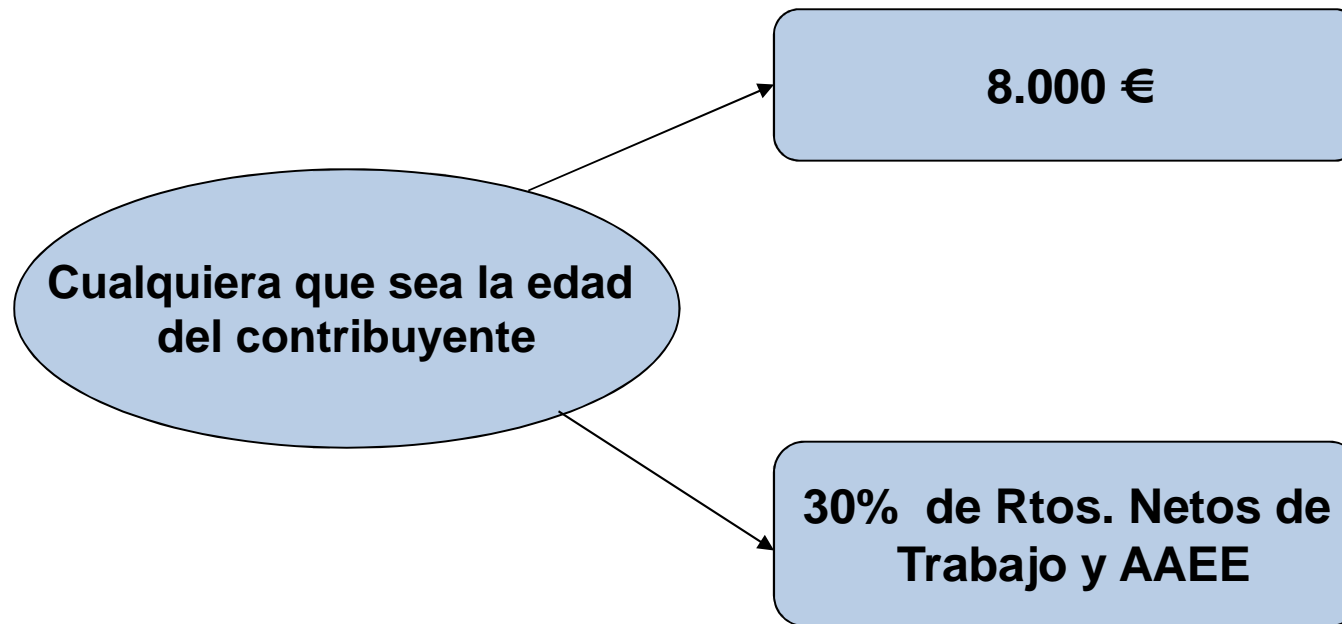 8.000 €
Cualquiera que sea la edad
del contribuyente
30%  de Rtos. Netos de
Trabajo y AAEE